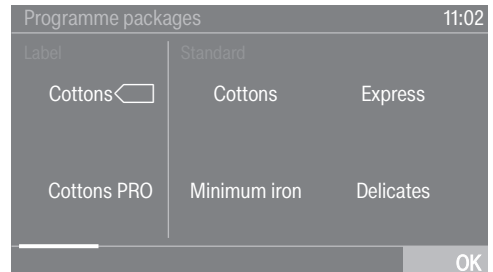 Programme packages 11:02
Label Standard
Cottons Cottons Express
Cottons PRO Minimum iron Delicates
OK